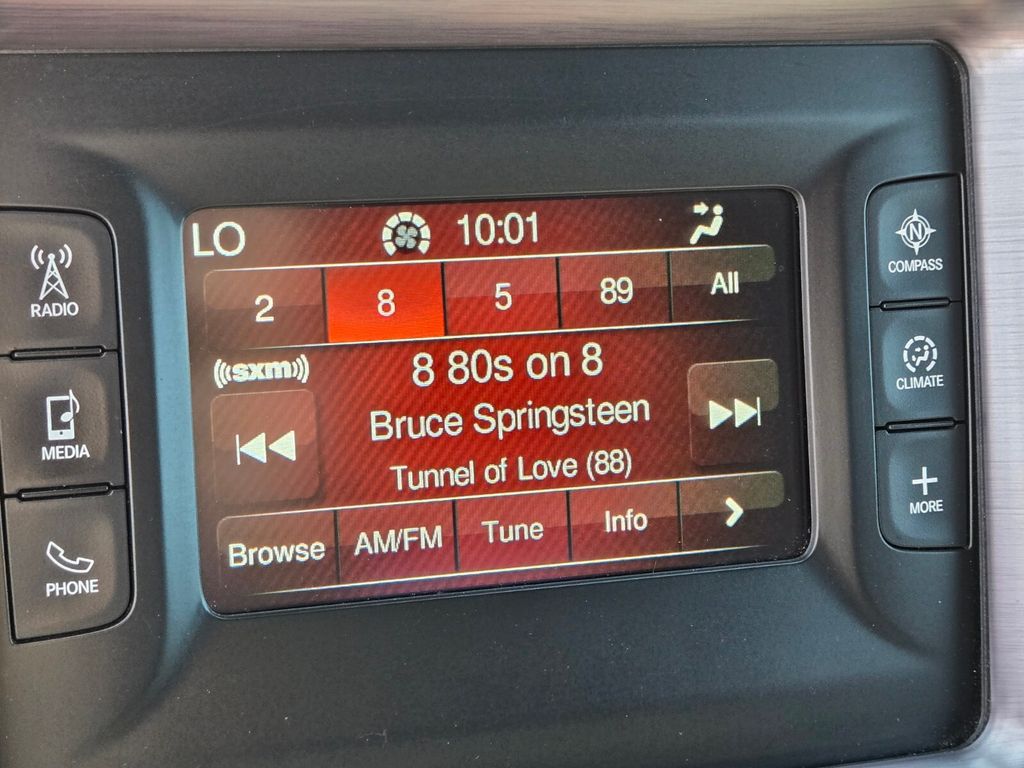 LO 10:01
2 8 5 89 All
((sxm))
8 80s on 8
Bruce Springsteen
Tunnel of Love (88)
Browse AM/FM Tune Info
RADIO
MEDIA
PHONE
N
COMPASS
CLIMATE
MORE